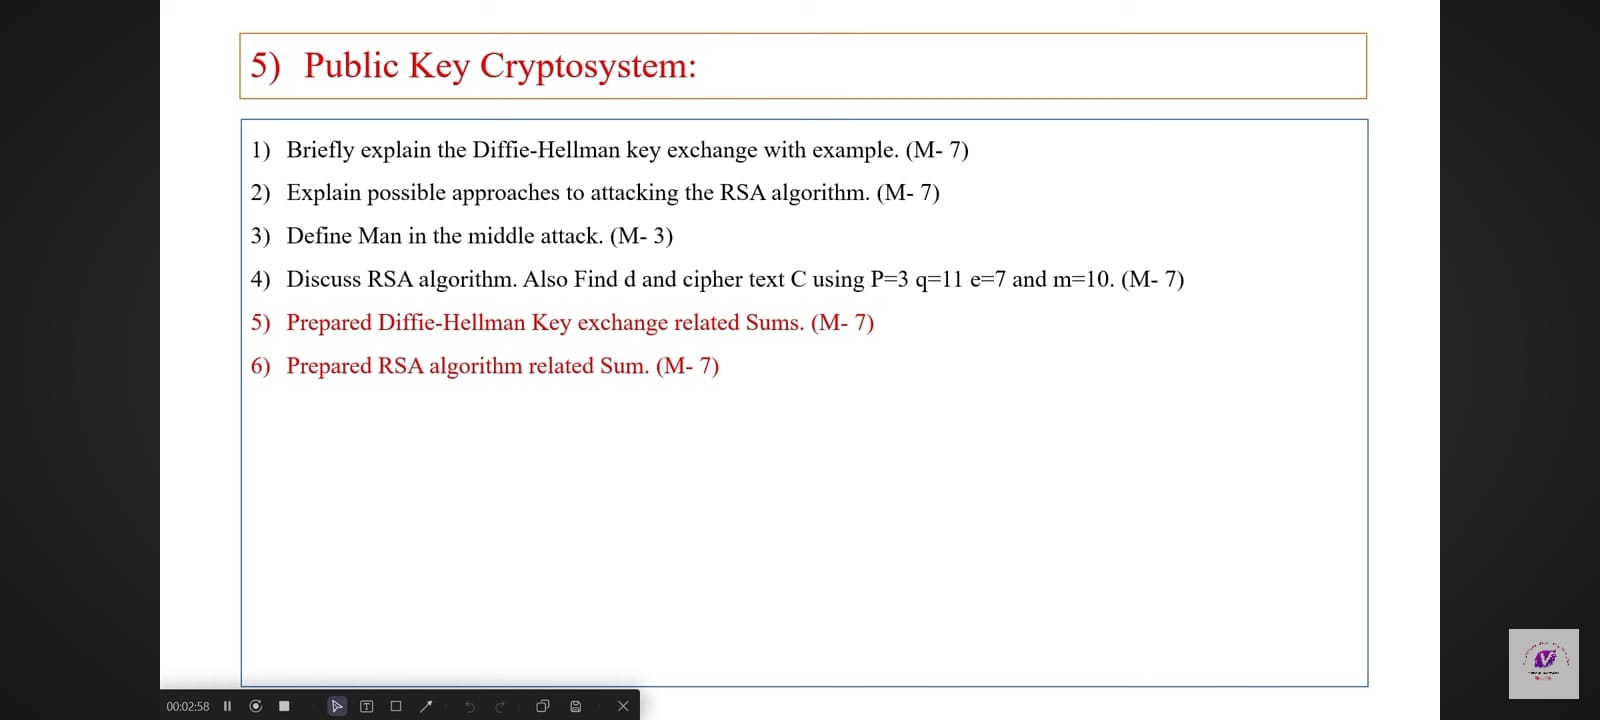 5) Public Key Cryptosystem:
1) Briefly explain the Diffie-Hellman key exchange with example. (M- 7)
2) Explain possible approaches to attacking the RSA algorithm. (M- 7)
3) Define Man in the middle attack. (M- 3)
4) Discuss RSA algorithm. Also Find d and cipher text C using P=3 q=11 e=7 and m=10. (M- 7)
5) Prepared Diffie-Hellman Key exchange related Sums. (M- 7)
6) Prepared RSA algorithm related Sum. (M- 7)
00:02:58